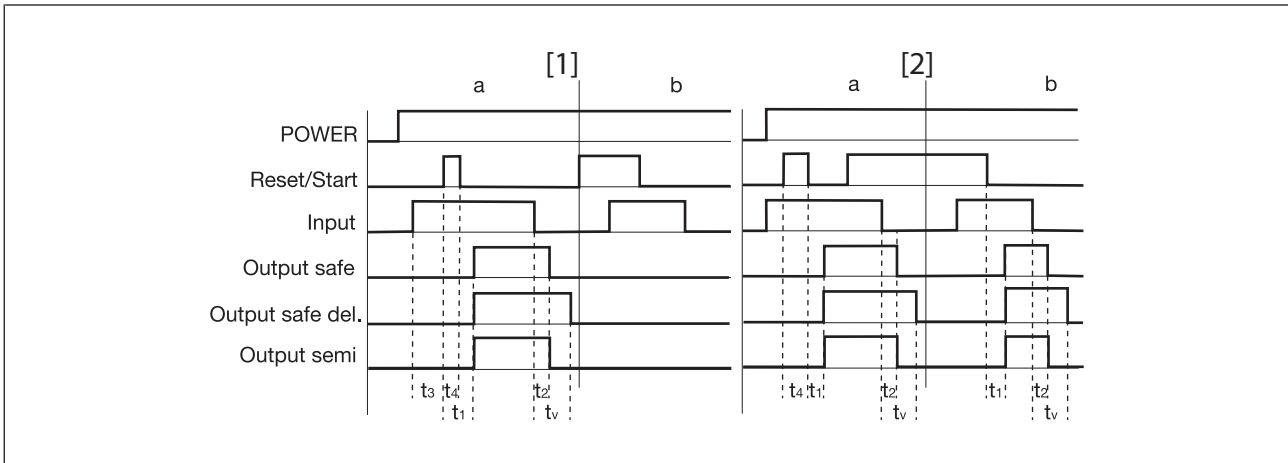 [1] [2]
a b a b
POWER
Reset/Start
Input
Output safe
Output safe del.
Output semi
t3 t4 t2 t4 t1 t2 t1 t2
t1 tv tv tv